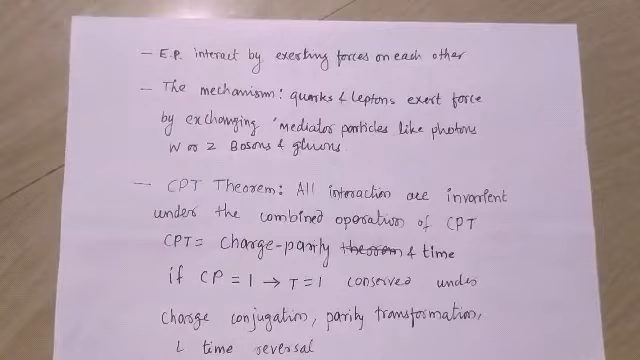 - E.P. interact by exerting forces on each other
- The mechanism: quarks & leptons exert force
by exchanging 'mediator particles like photons
W or Z Bosons & gluons.
- CPT Theorem: All interaction are invarient
under the combined operation of CPT
CPT = charge-parity theorem & time
if CP = 1 → T = 1 conserved under
charge conjugation, parity transformation,
& time reversal